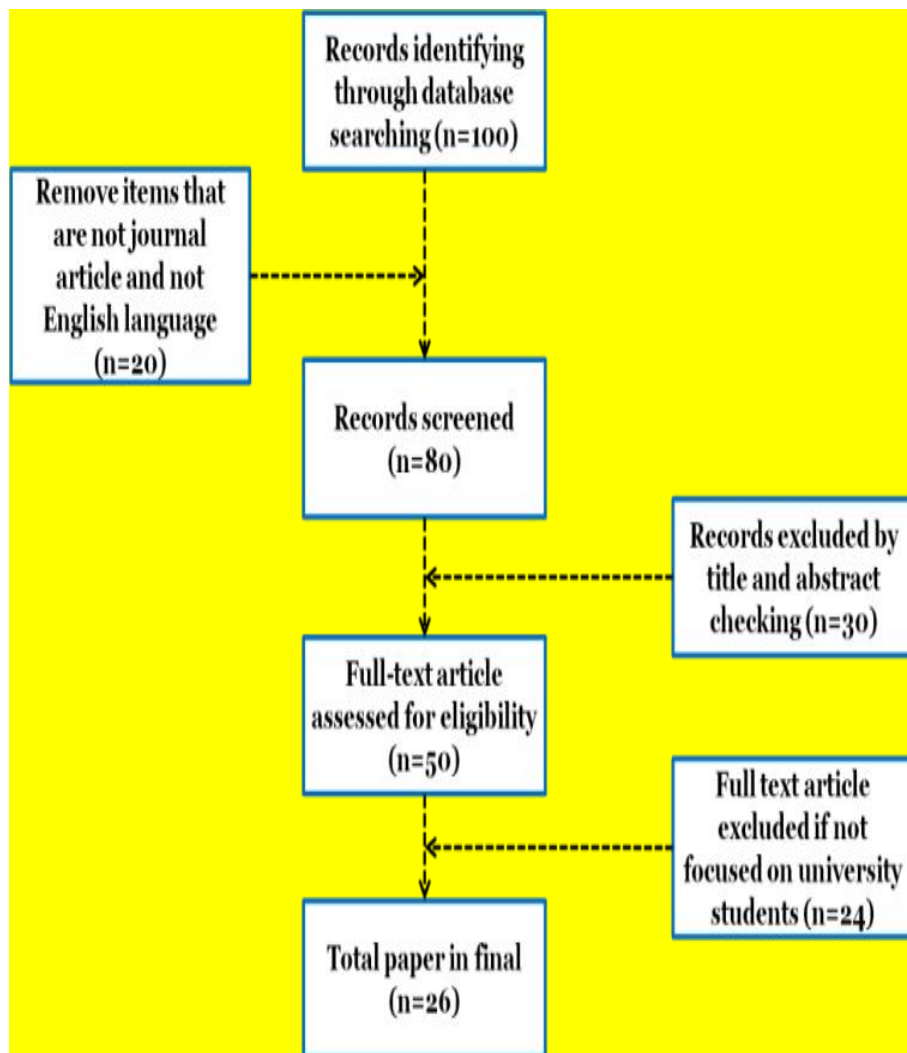 Records identifying
through database
searching (n=100)
Remove items that
are not journal
article and not
English language
(n=20)
Records screened
(n=80)
Records excluded by
title and abstract
checking (n=30)
Full-text article
assessed for eligibility
(n=50)
Full text article
excluded if not
focused on university
students (n=24)
Total paper in final
(n=26)